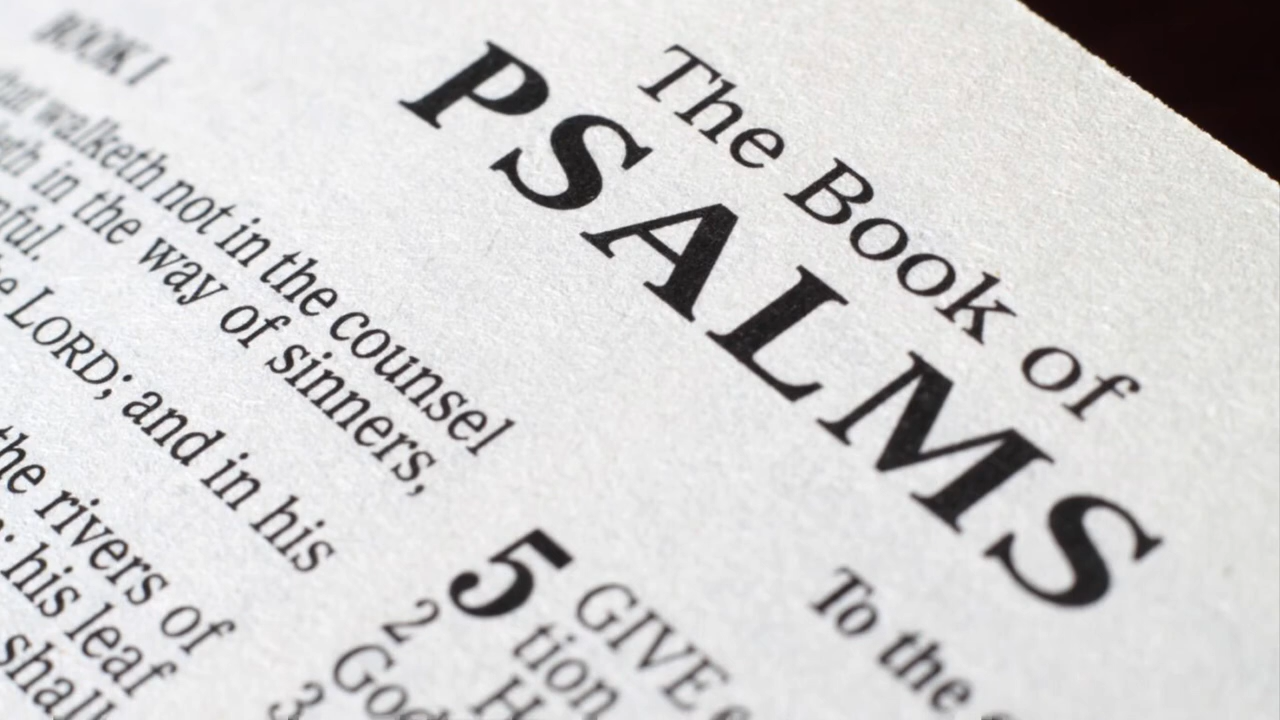 The Book of
PSALMS
BOOK I
walketh not in the counsel
in the way of sinners,
LORD; and in his
the rivers of
his leaf
shall
To the
5 GIVE
tion
2
God
3